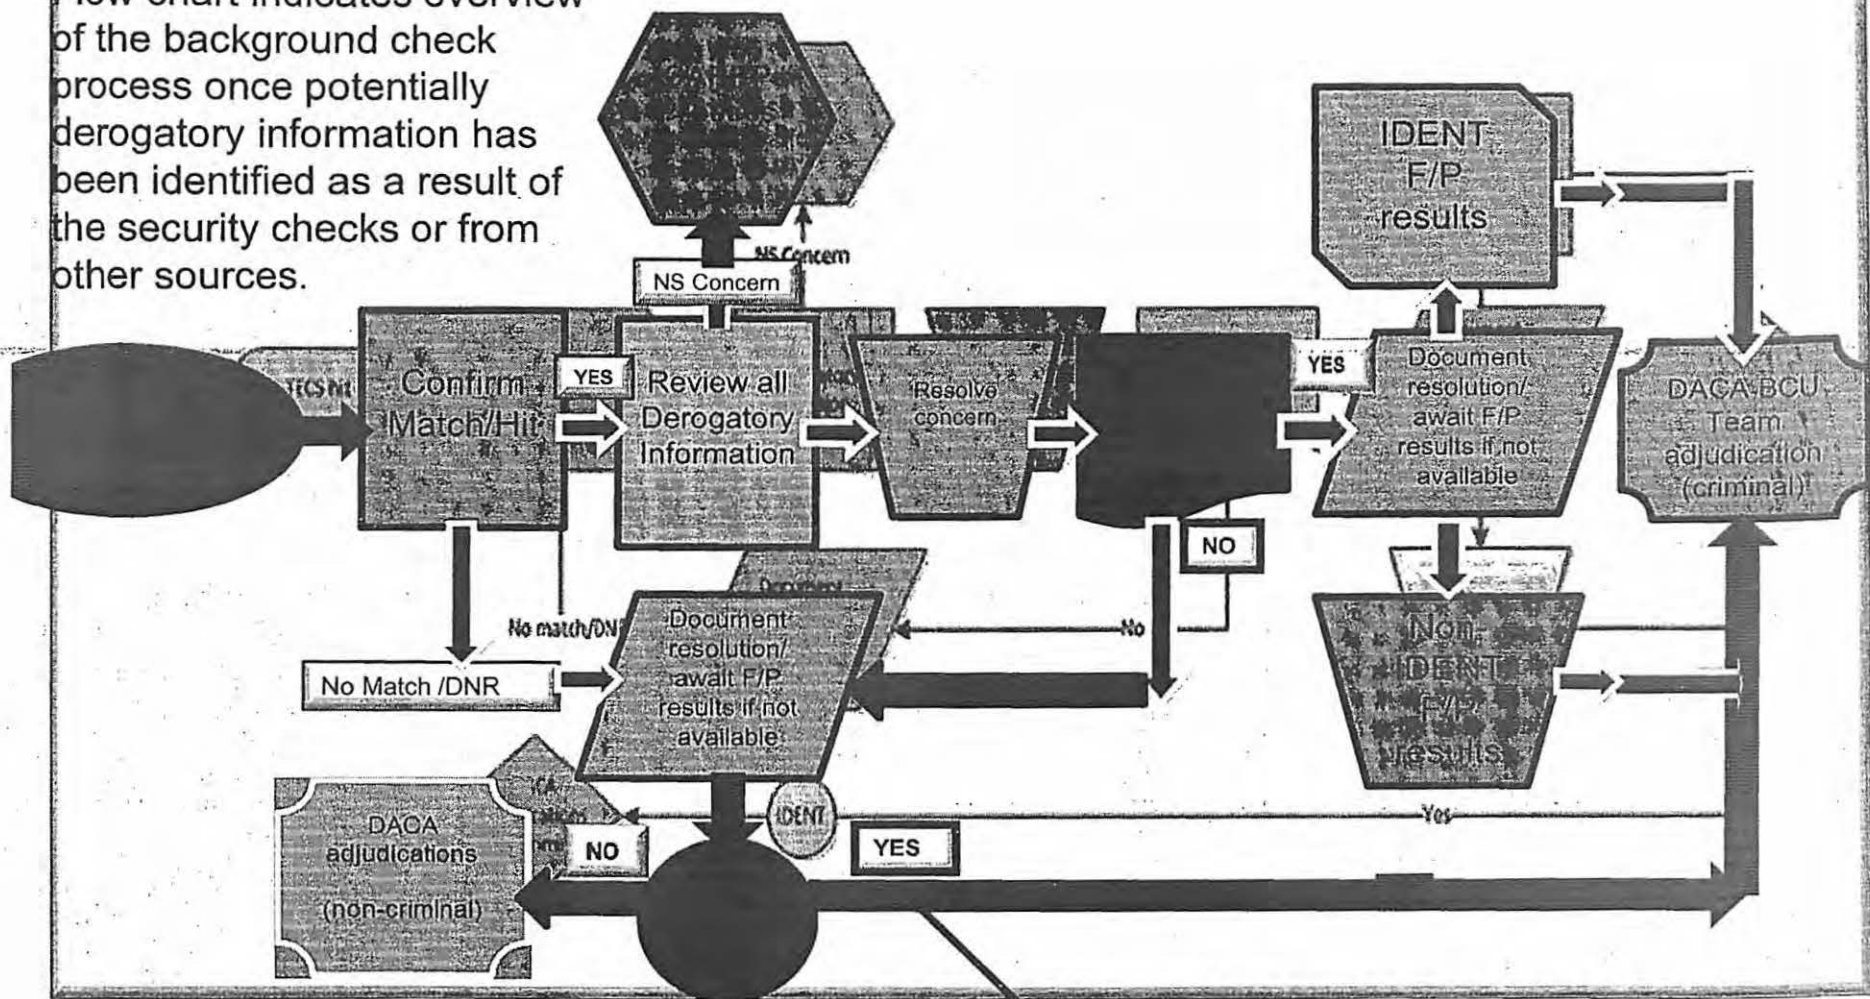 of the background check
process once potentially
derogatory information has
been identified as a result of
the security checks or from
other sources.
NS Concern
NS Concern
IDENT
F/P
results
Confirm
Match/Hit
YES
Review all
Derogatory
Information
Resolve
concern
YES
Document
resolution/
await F/P
results if not
available
DACA BCU
Team
adjudication
(criminal)
NO
No match/DNR
No
No Match /DNR
Document
Document
resolution/
await F/P
results if not
available
Non
IDENT
F/P
results
IDENT
Yes
DACA
adjudications
(non-criminal)
NO
YES